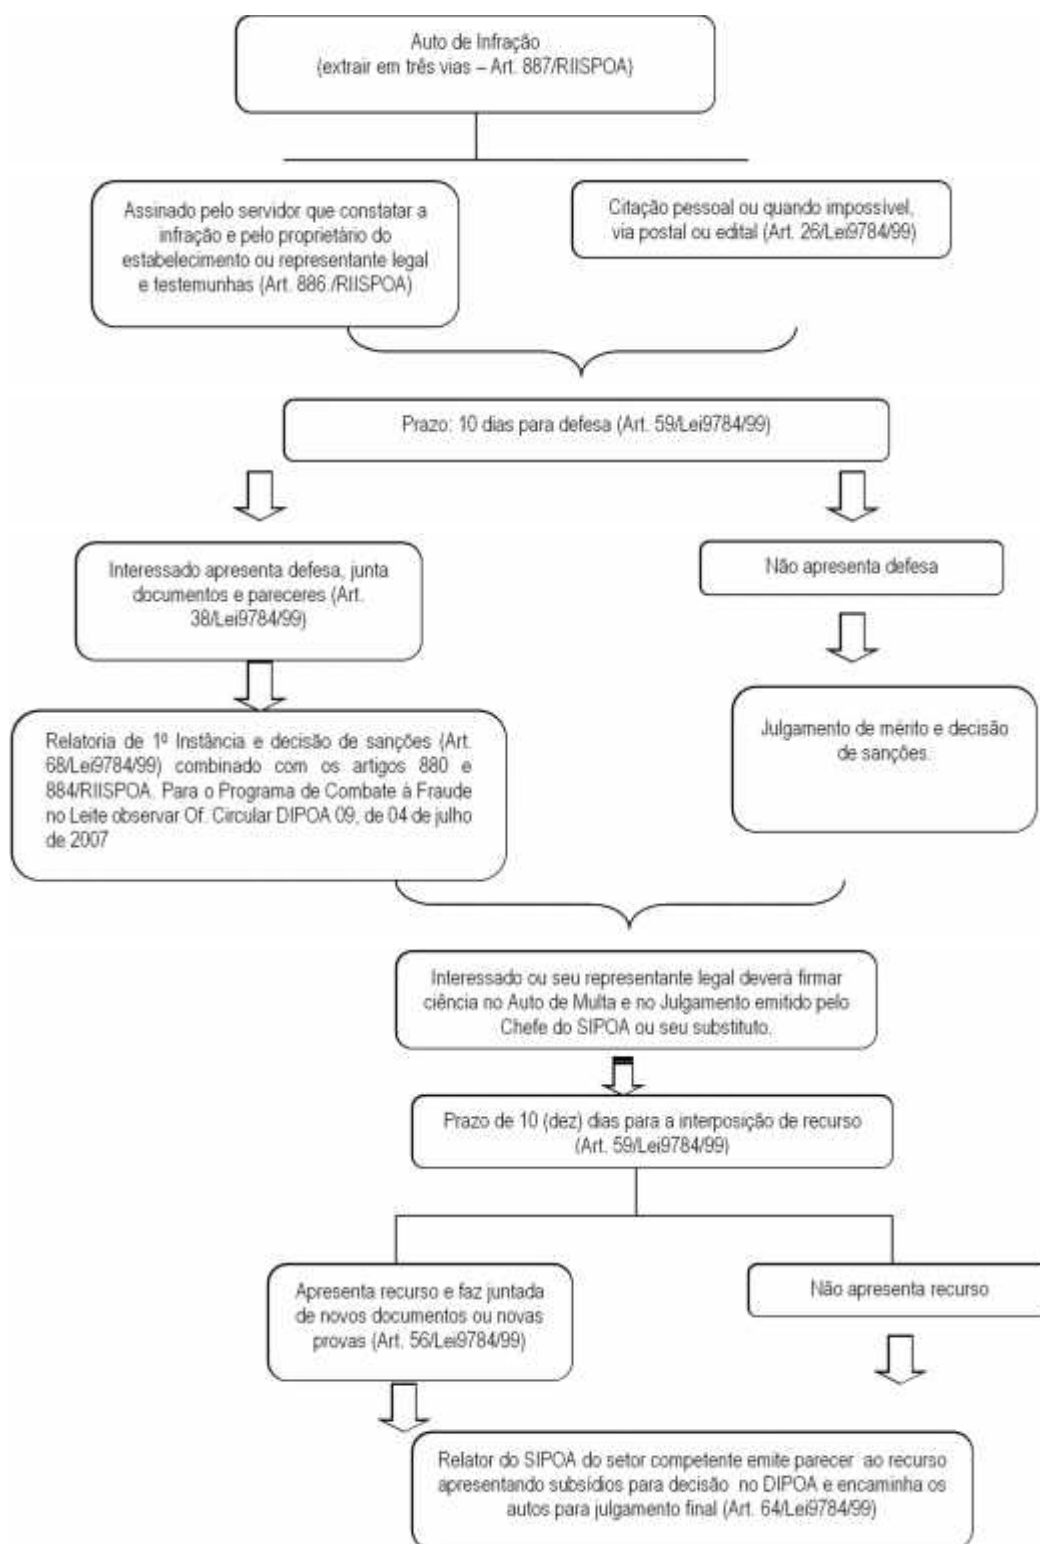 Auto de Infração
(extrair em três vias – Art. 887/RIISPOA)
Assinado pelo servidor que constatar a
infração e pelo proprietário do
estabelecimento ou representante legal
e testemunhas (Art. 886./RIISPOA)
Citação pessoal ou quando impossível,
via postal ou edital (Art. 26/Lei9784/99)
Prazo: 10 dias para defesa (Art. 59/Lei9784/99)
Interessado apresenta defesa, junta
documentos e pareceres (Art.
38/Lei9784/99)
Não apresenta defesa
Relatoria de 1º Instância e decisão de sanções (Art.
68/Lei9784/99) combinado com os artigos 880 e
884/RIISPOA. Para o Programa de Combate à Fraude
no Leite observar Of. Circular DIPOA 09, de 04 de julho
de 2007
Julgamento de mérito e decisão
de sanções.
Interessado ou seu representante legal deverá firmar
ciência no Auto de Multa e no Julgamento emitido pelo
Chefe do SIPOA ou seu substituto.
Prazo de 10 (dez) dias para a interposição de recurso
(Art. 59/Lei9784/99)
Apresenta recurso e faz juntada
de novos documentos ou novas
provas (Art. 56/Lei9784/99)
Não apresenta recurso
Relator do SIPOA do setor competente emite parecer ao recurso
apresentando subsídios para decisão no DIPOA e encaminha os
autos para julgamento final (Art. 64/Lei9784/99)